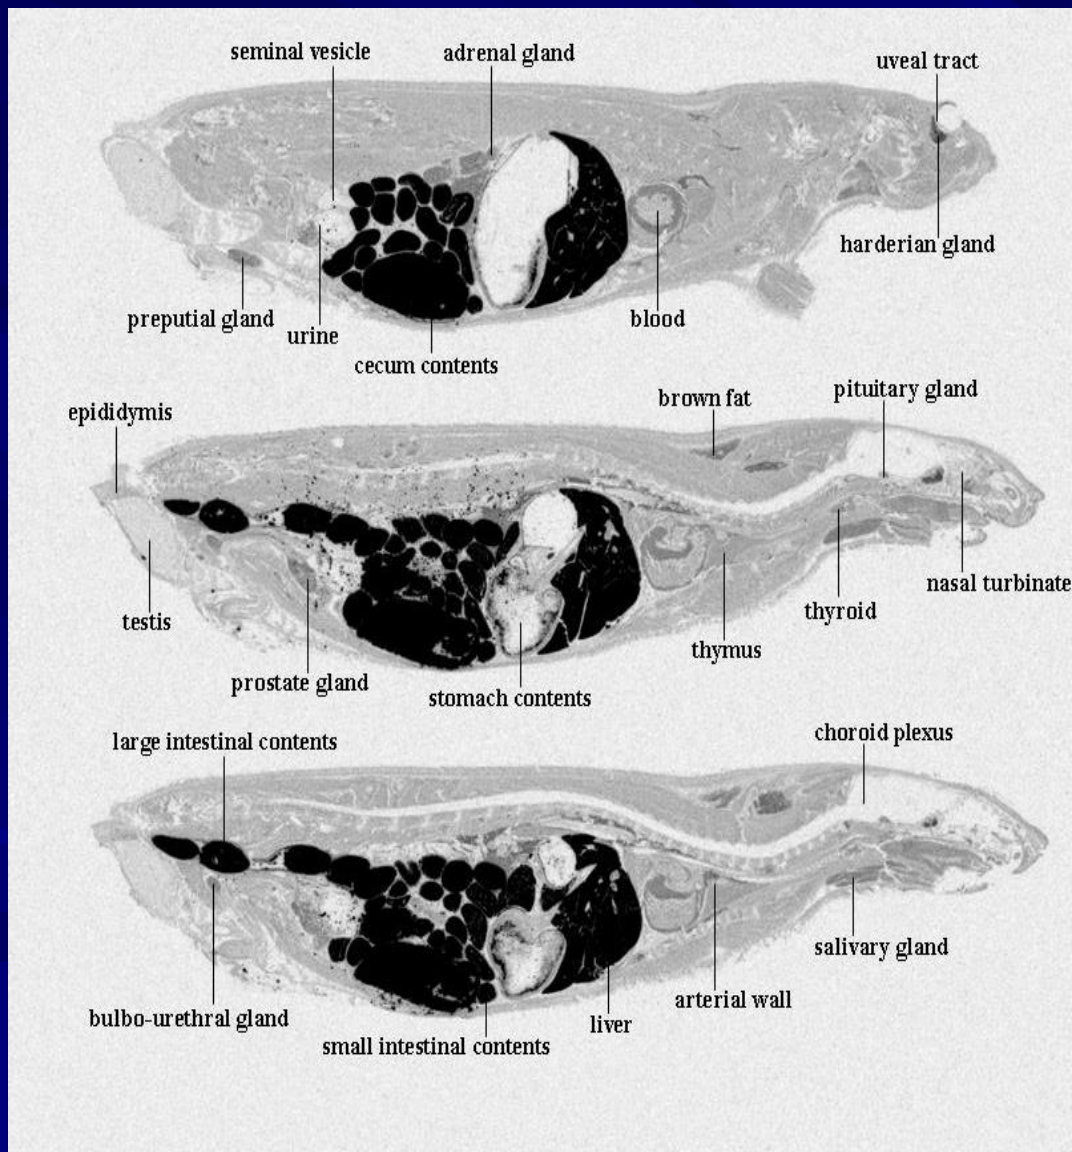 seminal vesicle
adrenal gland
uveal tract
harderian gland
preputial gland
urine
blood
cecum contents
epididymis
brown fat
pituitary gland
nasal turbinate
testis
thyroid
thymus
prostate gland
stomach contents
large intestinal contents
choroid plexus
salivary gland
arterial wall
bulbo-urethral gland
liver
small intestinal contents